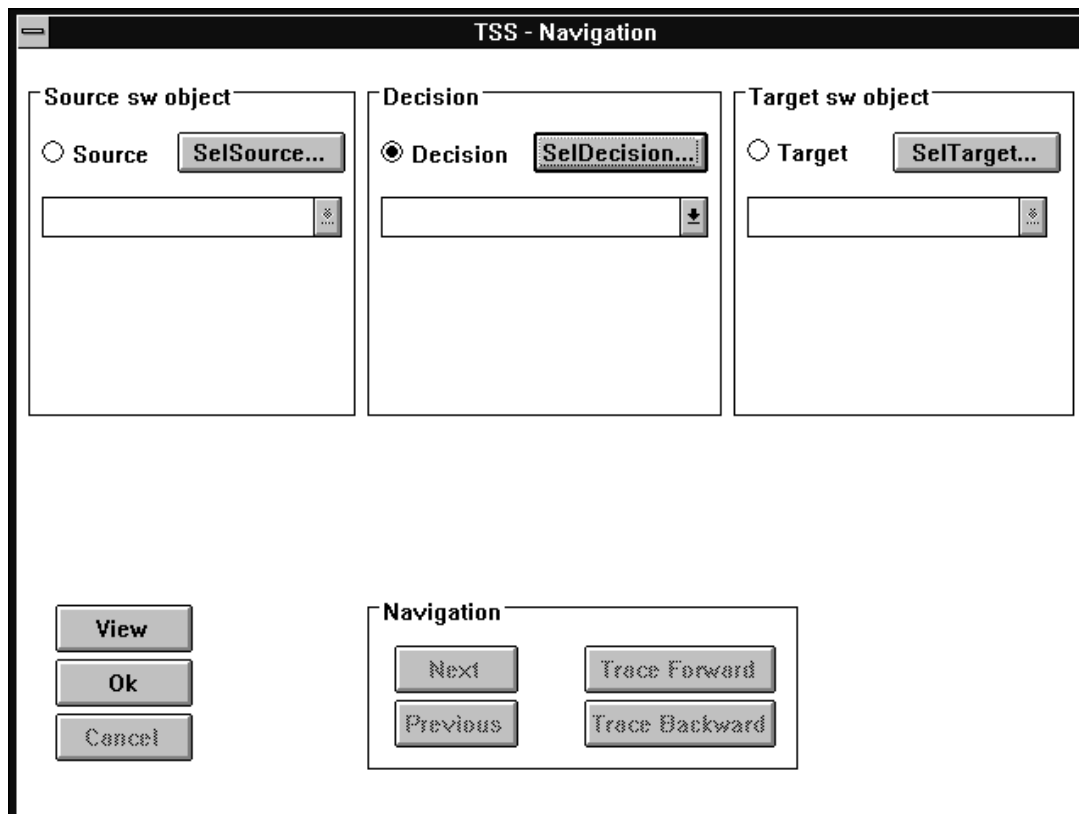 TSS - Navigation
Source sw object
Decision
Target sw object
Source
SelSource...
Decision
SelDecision...
Target
SelTarget...
View
Ok
Cancel
Navigation
Next
Trace Forward
Previous
Trace Backward